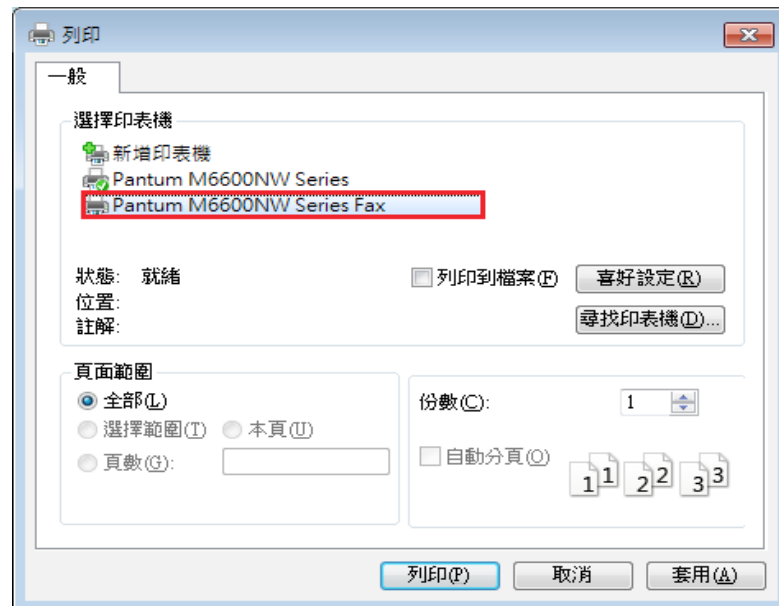 列印
一般
選擇印表機
新增印表機
Pantum M6600NW Series
Pantum M6600NW Series Fax
狀態: 就緒
位置:
註解:
列印到檔案(F)
喜好設定(R)
尋找印表機(D)...
頁面範圍
全部(L)
選擇範圍(T) 本頁(U)
頁數(G):
份數(C): 1
自動分頁(O)
1 1 2 2 3 3
列印(P) 取消 套用(A)